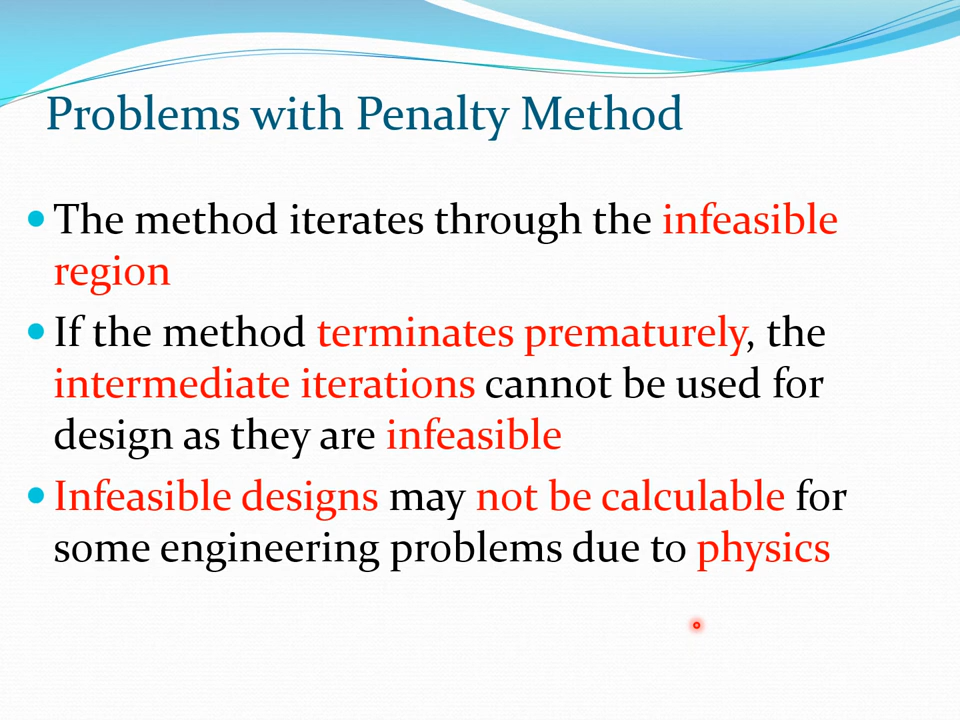 Problems with Penalty Method
The method iterates through the infeasible
region
If the method terminates prematurely, the
intermediate iterations cannot be used for
design as they are infeasible
Infeasible designs may not be calculable for
some engineering problems due to physics